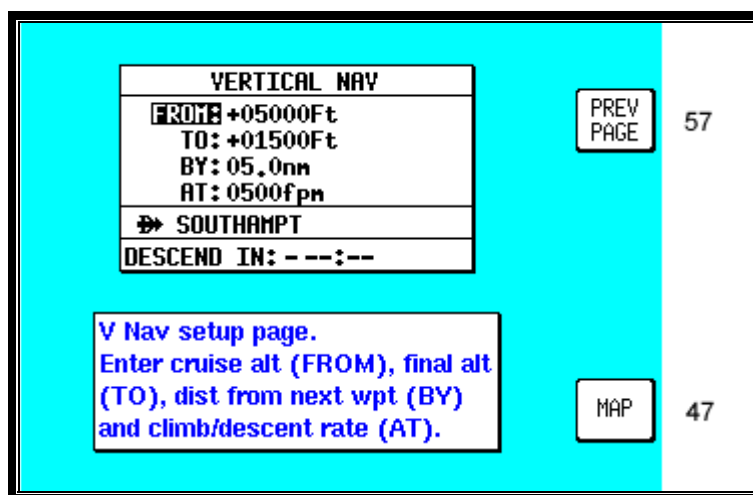 VERTICAL NAV
FROM: +05000Ft
TO: +01500Ft
BY: 05.0nm
AT: 0500fpm
SOUTHAMPT
DESCEND IN: - --:--
V Nav setup page.
Enter cruise alt (FROM), final alt
(TO), dist from next wpt (BY)
and climb/descent rate (AT).
PREV
PAGE
57
MAP
47